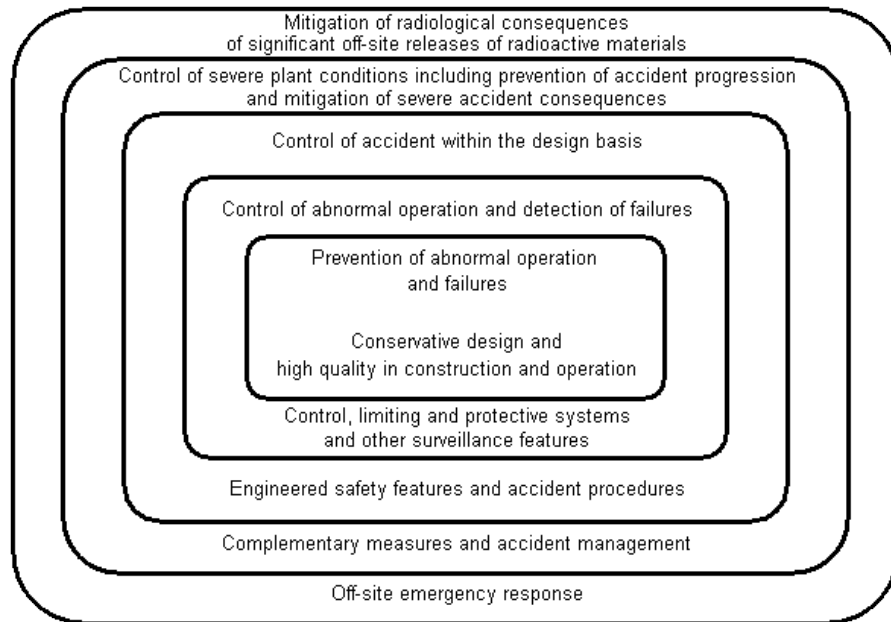 Mitigation of radiological consequences
of significant off-site releases of radioactive materials
Control of severe plant conditions including prevention of accident progression
and mitigation of severe accident consequences
Control of accident within the design basis
Control of abnormal operation and detection of failures
Prevention of abnormal operation
and failures
Conservative design and
high quality in construction and operation
Control, limiting and protective systems
and other surveillance features
Engineered safety features and accident procedures
Complementary measures and accident management
Off-site emergency response